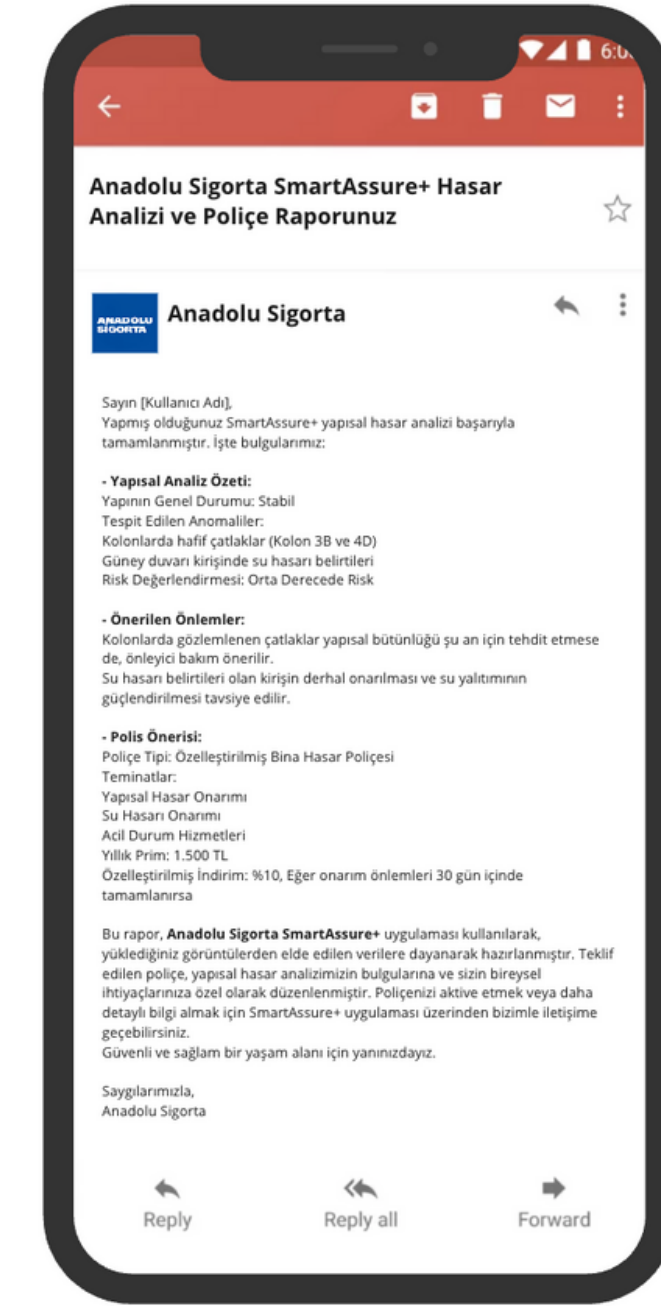 Anadolu Sigorta SmartAssure+ Hasar
Analizi ve Poliçe Raporunuz
ANADOLU
SİGORTA
Anadolu Sigorta
Sayın [Kullanıcı Adı],
Yapmış olduğunuz SmartAssure+ yapısal hasar analizi başarıyla
tamamlanmıştır. İşte bulgularımız:
- Yapısal Analiz Özeti:
Yapının Genel Durumu: Stabil
Tespit Edilen Anomaliler:
Kolonlarda hafif çatlaklar (Kolon 3B ve 4D)
Güney duvarı kirişinde su hasarı belirtileri
Risk Değerlendirmesi: Orta Derecede Risk
- Önerilen Önlemler:
Kolonlarda gözlemlenen çatlaklar yapısal bütünlüğü şu an için tehdit etmese
de, önleyici bakım önerilir.
Su hasarı belirtileri olan kirişin derhal onarılması ve su yalıtımının
güçlendirilmesi tavsiye edilir.
- Polis Önerisi:
Poliçe Tipi: Özelleştirilmiş Bina Hasar Poliçesi
Teminatlar:
Yapısal Hasar Onarımı
Su Hasarı Onarımı
Acil Durum Hizmetleri
Yıllık Prim: 1.500 TL
Özelleştirilmiş İndirim: %10, Eğer onarım önlemleri 30 gün içinde
tamamlanırsa
Bu rapor, Anadolu Sigorta SmartAssure+ uygulaması kullanılarak,
yüklediğiniz görüntülerden elde edilen verilere dayanarak hazırlanmıştır. Teklif
edilen poliçe, yapısal hasar analizimizin bulgularına ve sizin bireysel
ihtiyaçlarınıza özel olarak düzenlenmiştir. Poliçenizi aktive etmek veya daha
detaylı bilgi almak için SmartAssure+ uygulaması üzerinden bizimle iletişime
geçebilirsiniz.
Güvenli ve sağlam bir yaşam alanı için yanınızdayız.
Saygılarımızla,
Anadolu Sigorta
Reply Reply all Forward